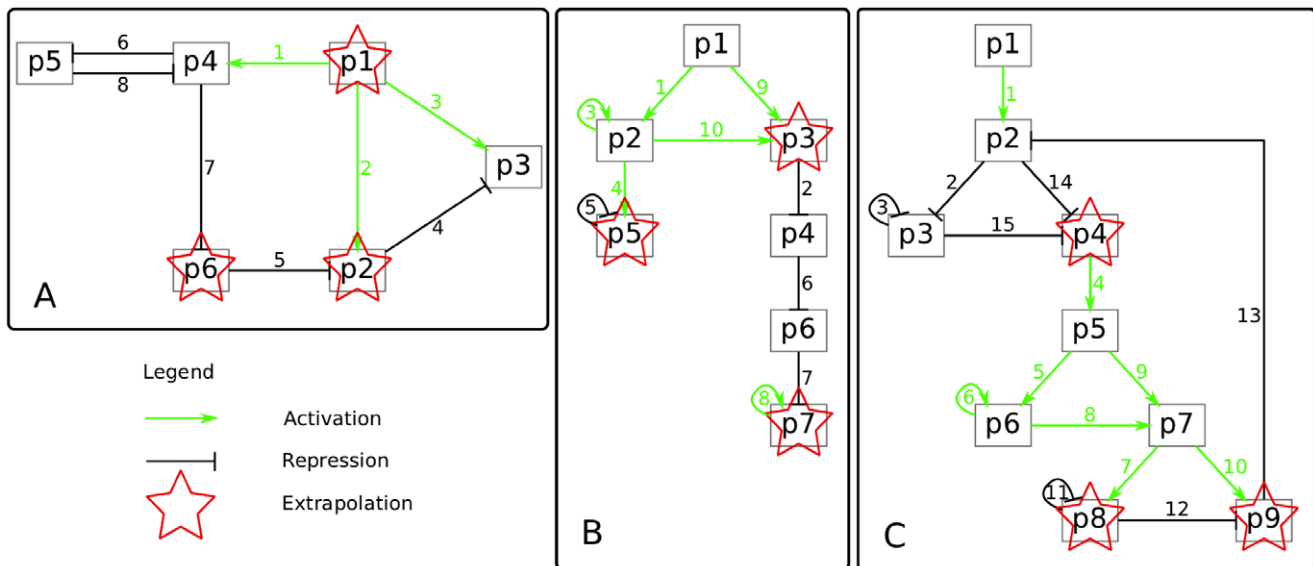 6
p5 p4 1 p1
8
3
p3
7
2
4
p6 5 p2
A
Legend
Activation
Repression
Extrapolation
p1
1 9
3
p2 10 p3
4 2
5
p5 p4
6
p6
7
8
p7
B
p1
1
p2
2 14
3
p3 15 p4
4
p5
13
5 9
6
p6 8 p7
7 10
11
p8 12 p9
C